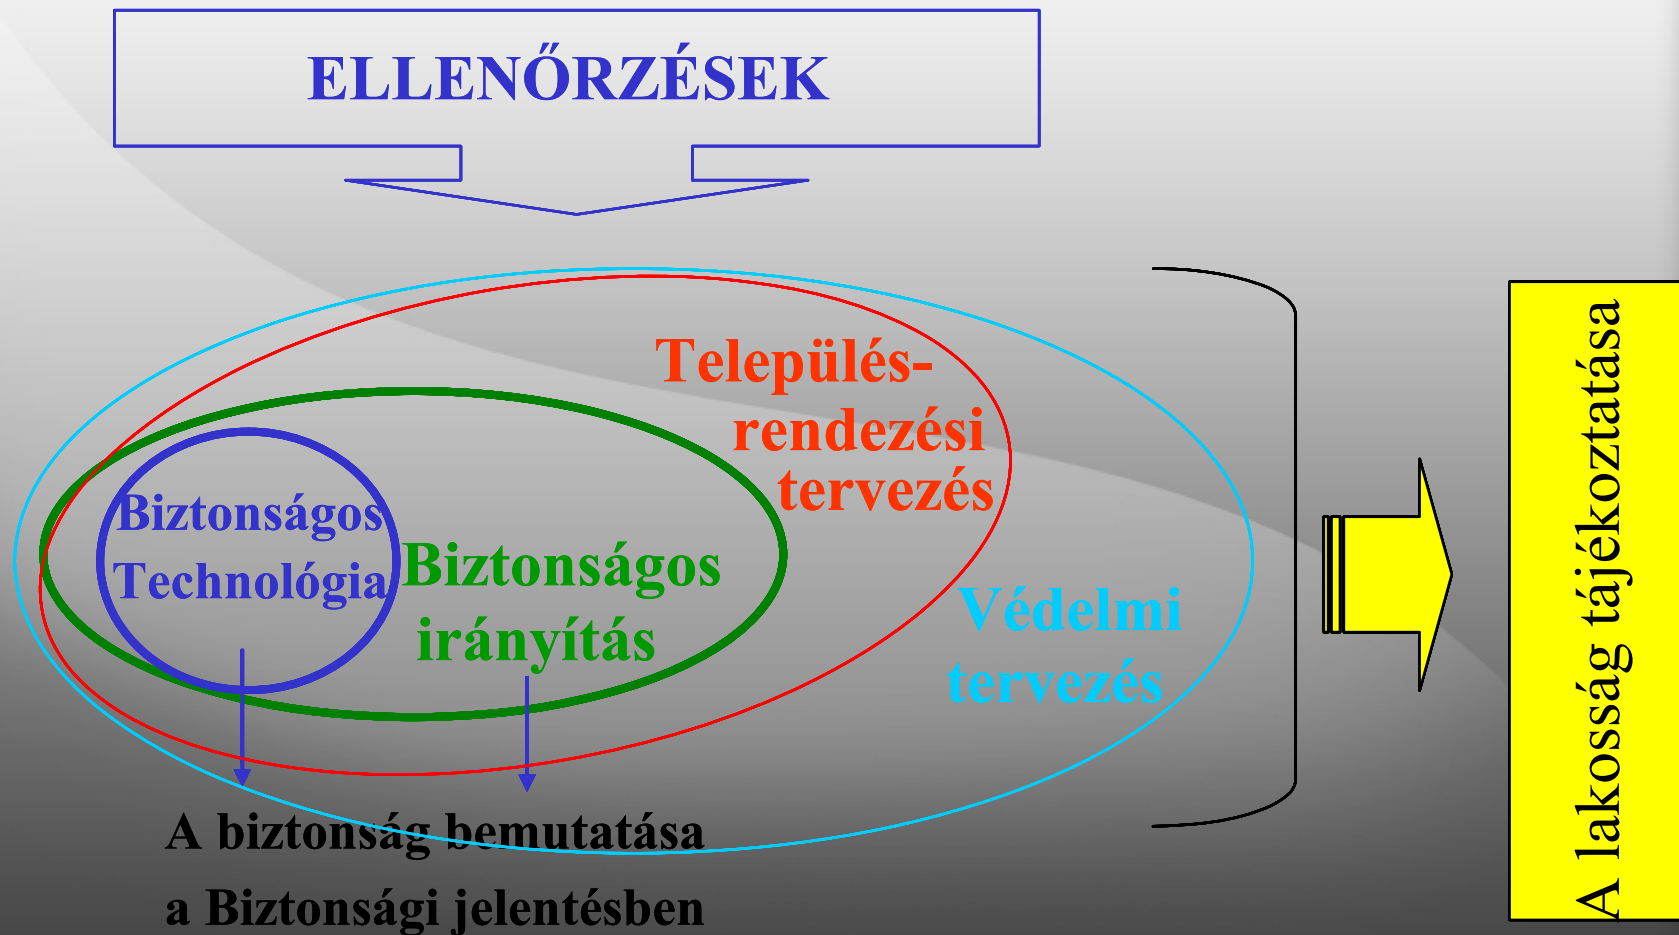 ELLENŐRZÉSEK
Település-
rendezési
tervezés
Biztonságos
Technológia
Biztonságos
irányítás
Védelmi
tervezés
A biztonság bemutatása
a Biztonsági jelentésben
A lakosság tájékoztatása